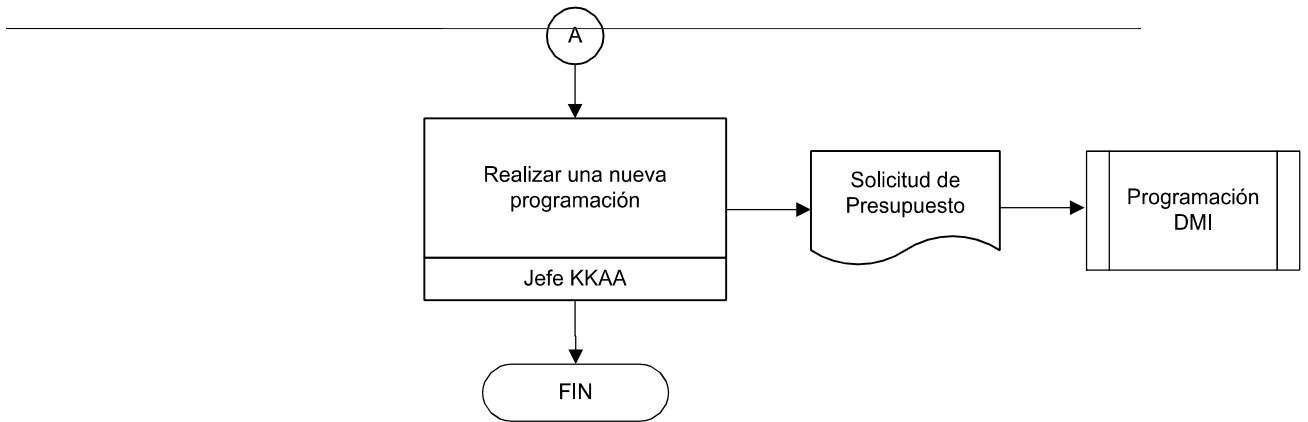 A
Realizar una nueva
programación
Jefe KKAA
Solicitud de
Presupuesto
Programación
DMI
FIN